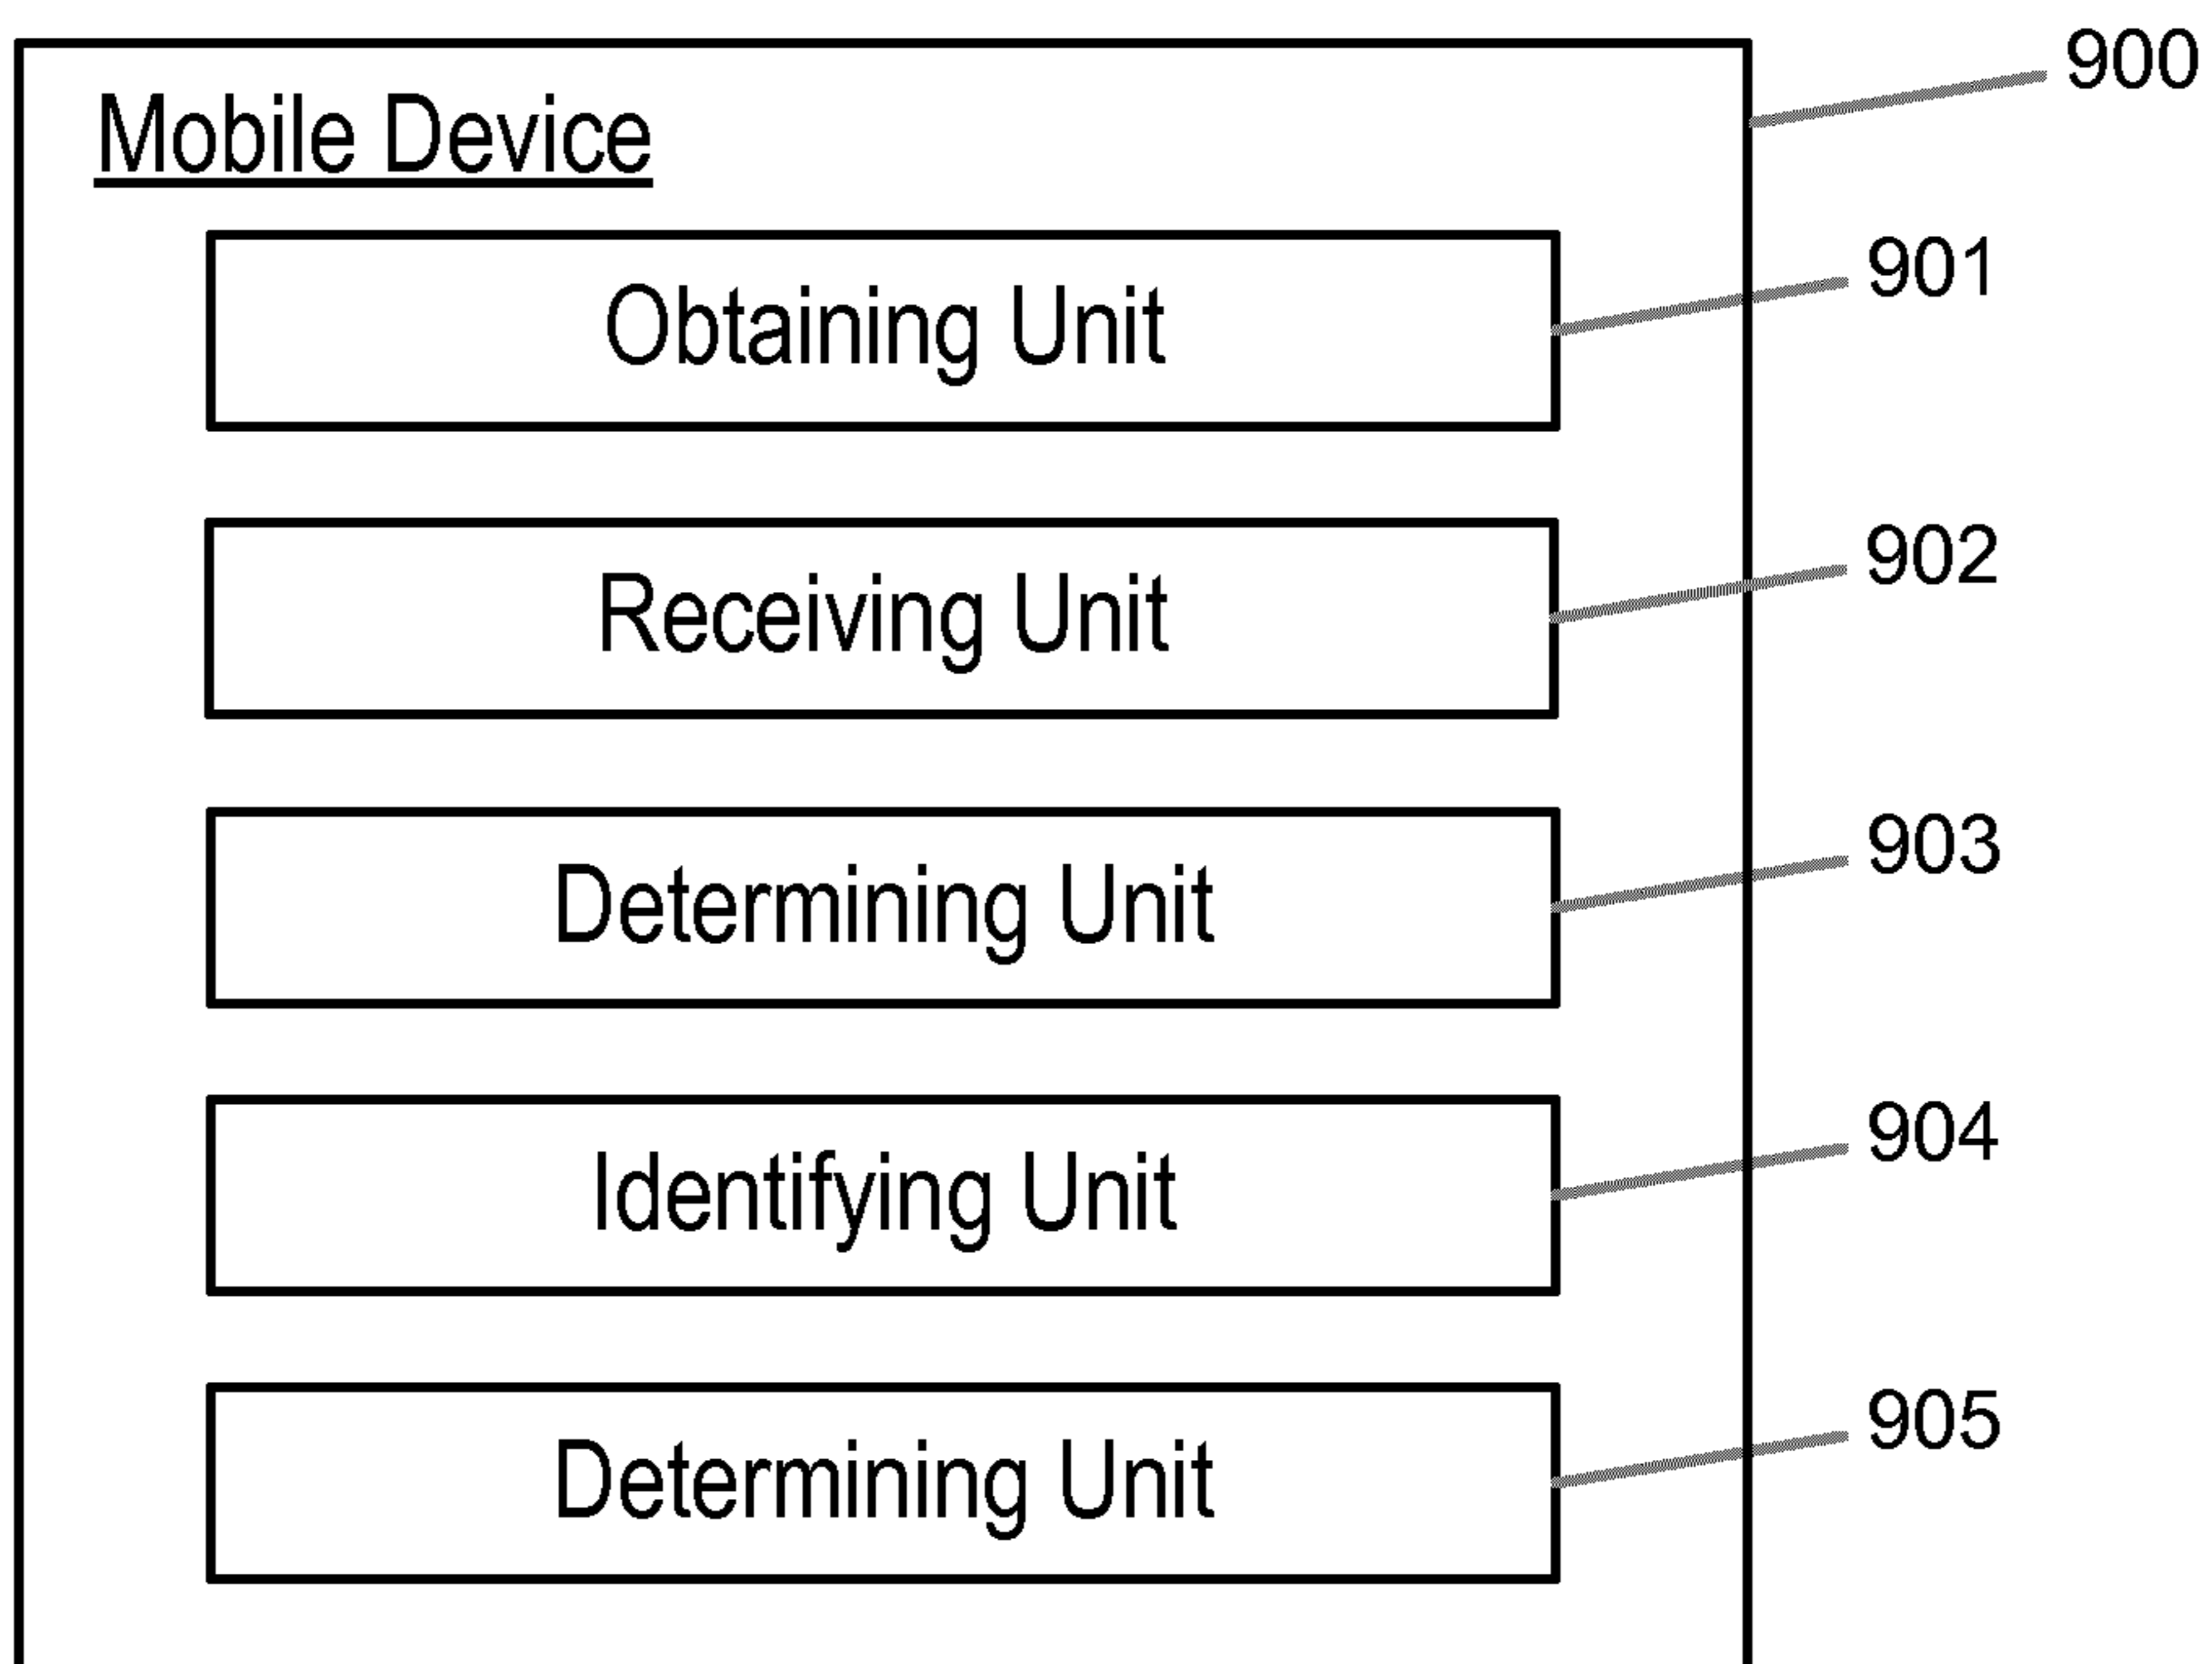 900
Mobile Device
Obtaining Unit 901
Receiving Unit 902
Determining Unit 903
Identifying Unit 904
Determining Unit 905